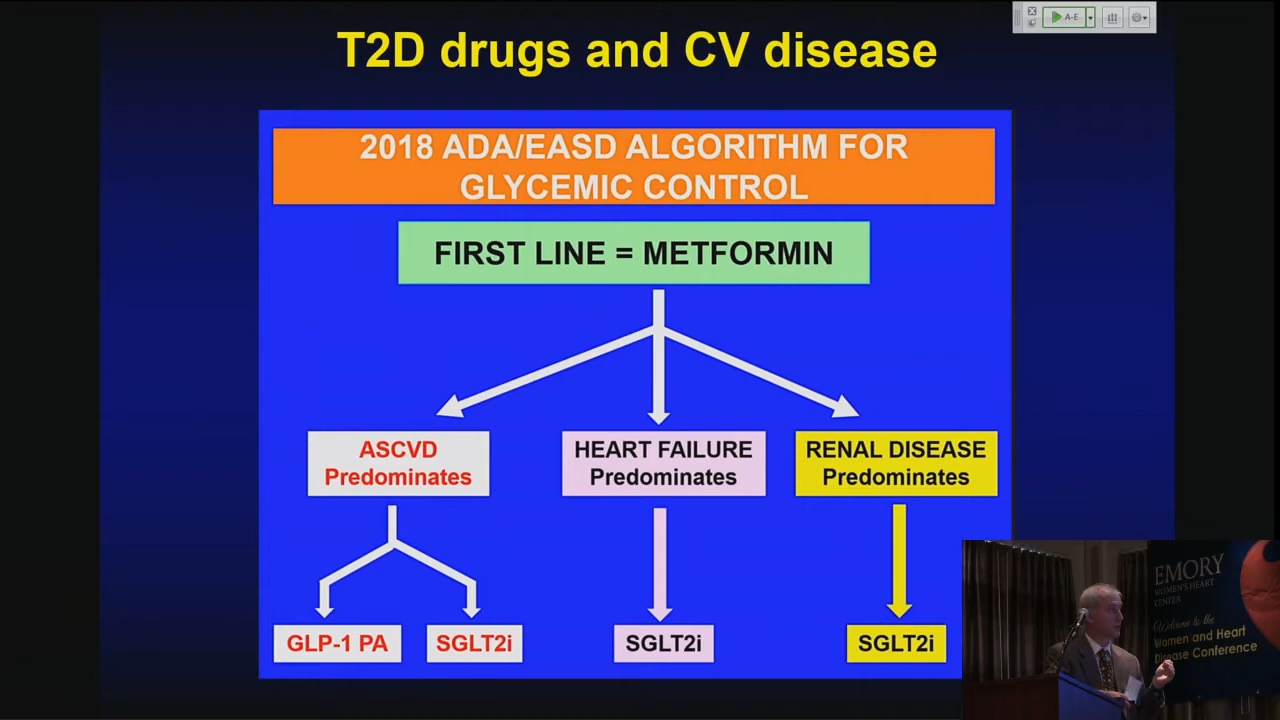 A-E
T2D drugs and CV disease
2018 ADA/EASD ALGORITHM FOR
GLYCEMIC CONTROL
FIRST LINE = METFORMIN
ASCVD
Predominates
HEART FAILURE
Predominates
RENAL DISEASE
Predominates
GLP-1 PA
SGLT2i
SGLT2i
SGLT2i
EMORY
WOMEN'S HEART
CENTER
Welcome to the
Women and Heart
Disease Conference